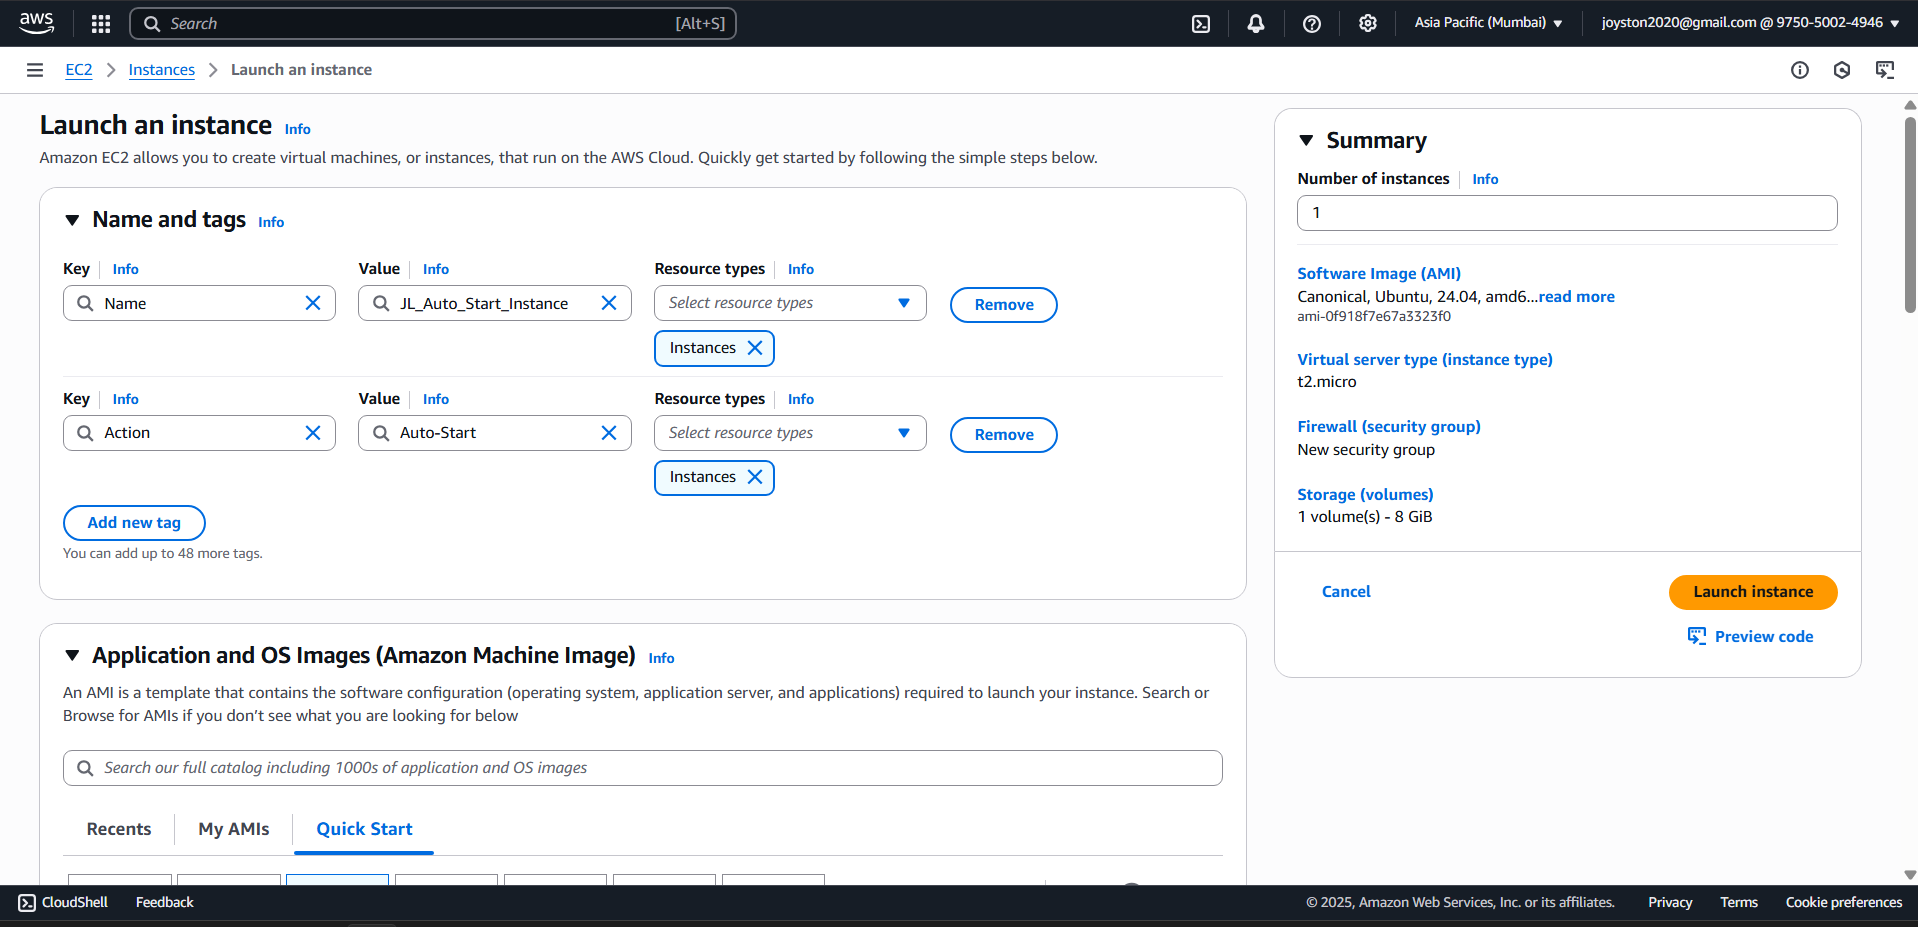 aws
Search [Alt+S]
Asia Pacific (Mumbai)
joyston2020@gmail.com @ 9750-5002-4946
EC2 Instances Launch an instance
Launch an instance Info
Amazon EC2 allows you to create virtual machines, or instances, that run on the AWS Cloud. Quickly get started by following the simple steps below.
Name and tags Info
Key Info Value Info Resource types Info
Name JL_Auto_Start_Instance Select resource types Remove
Instances
Key Info Value Info Resource types Info
Action Auto-Start Select resource types Remove
Instances
Add new tag
You can add up to 48 more tags.
Application and OS Images (Amazon Machine Image) Info
An AMI is a template that contains the software configuration (operating system, application server, and applications) required to launch your instance. Search or
Browse for AMIs if you don’t see what you are looking for below
Search our full catalog including 1000s of application and OS images
Recents My AMIs Quick Start
Summary
Number of instances Info
1
Software Image (AMI)
Canonical, Ubuntu, 24.04, amd6...read more
ami-0f918f7e67a3323f0
Virtual server type (instance type)
t2.micro
Firewall (security group)
New security group
Storage (volumes)
1 volume(s) - 8 GiB
Cancel Launch instance
Preview code
CloudShell Feedback © 2025, Amazon Web Services, Inc. or its affiliates. Privacy Terms Cookie preferences